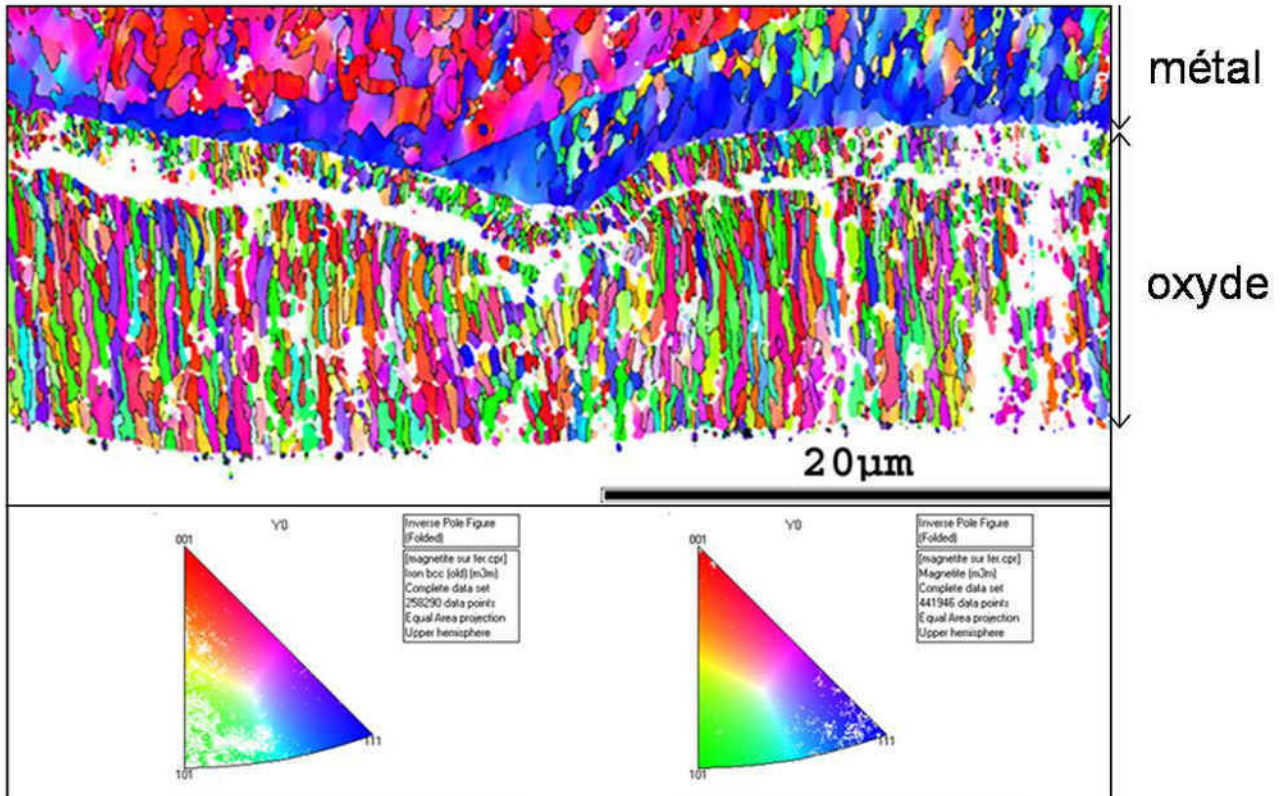 métal
oxyde
20µm
Y0
Inverse Pole Figure
(Folded)
[magnetite sur fer.cpr]
Iron bcc (old) (m3m)
Complete data set
258290 data points
Equal Area projection
Upper hemisphere
001
101
111
Y0
Inverse Pole Figure
(Folded)
[magnetite sur fer.cpr]
Magnetite (m3m)
Complete data set
441946 data points
Equal Area projection
Upper hemisphere
001
101
111